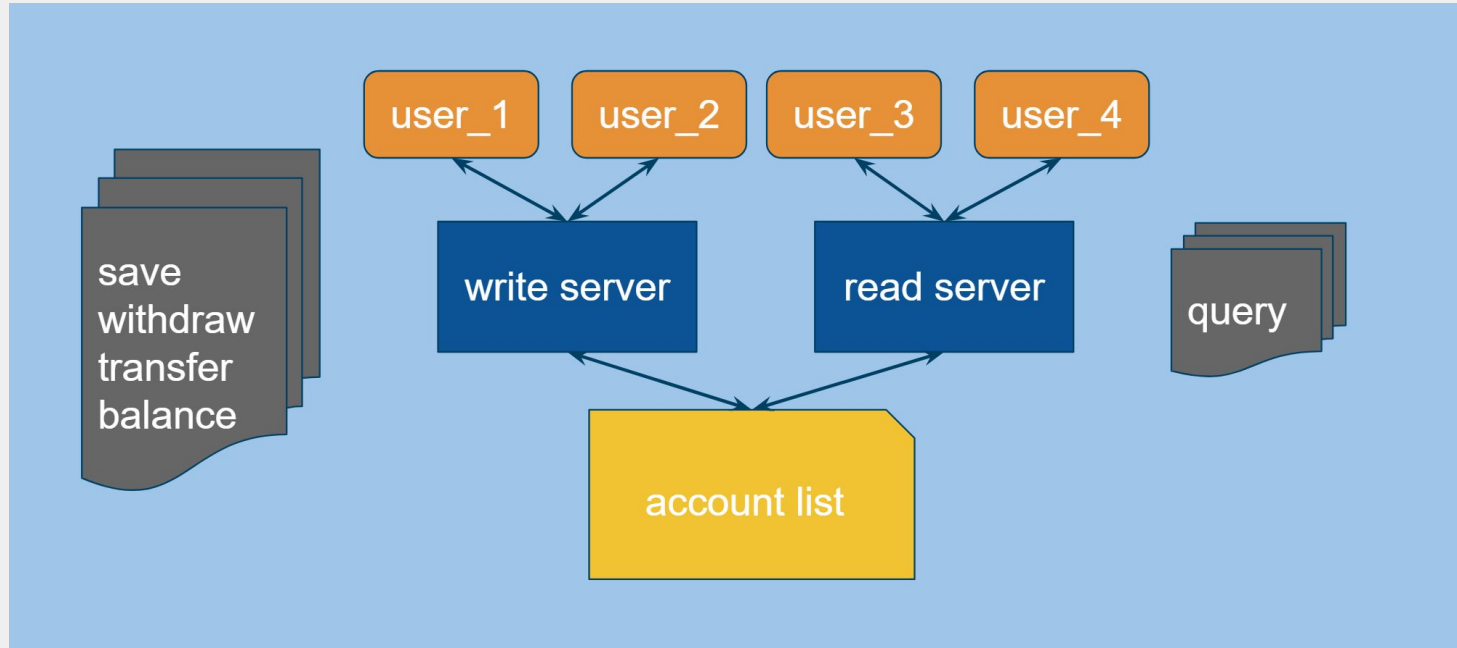 user_1
user_2
user_3
user_4
save
withdraw
transfer
balance
write server
read server
query
account list